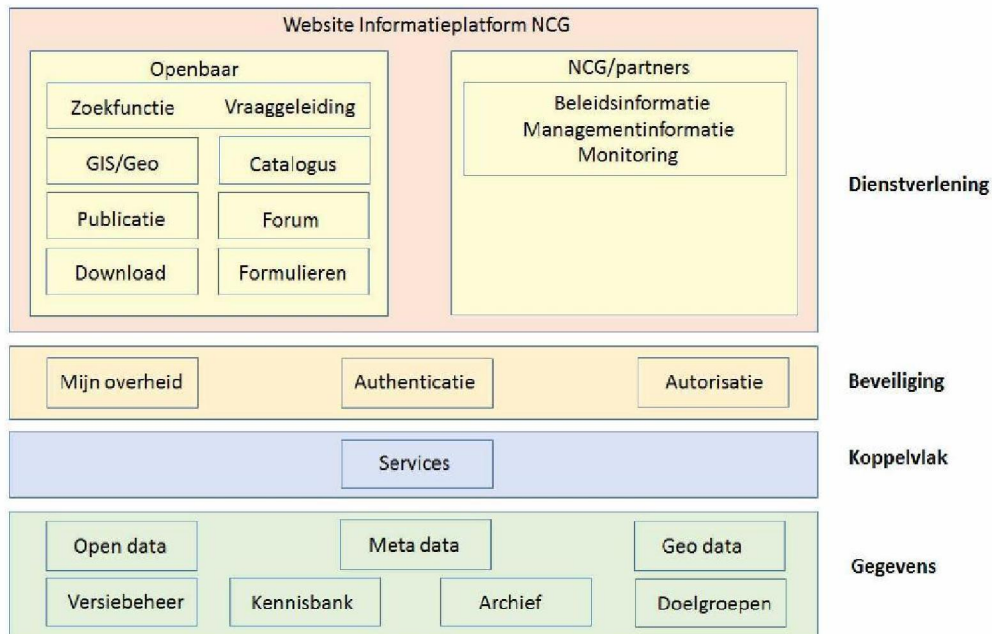 Website Informatieplatform NCG
Openbaar
Zoekfunctie Vraaggeleiding
GIS/Geo Catalogus
Publicatie Forum
Download Formulieren
NCG/partners
Beleidsinformatie
Managementinformatie
Monitoring
Dienstverlening
Mijn overheid Authenticatie Autorisatie
Beveiliging
Services
Koppelvlak
Open data Meta data Geo data
Versiebeheer Kennisbank Archief Doelgroepen
Gegevens